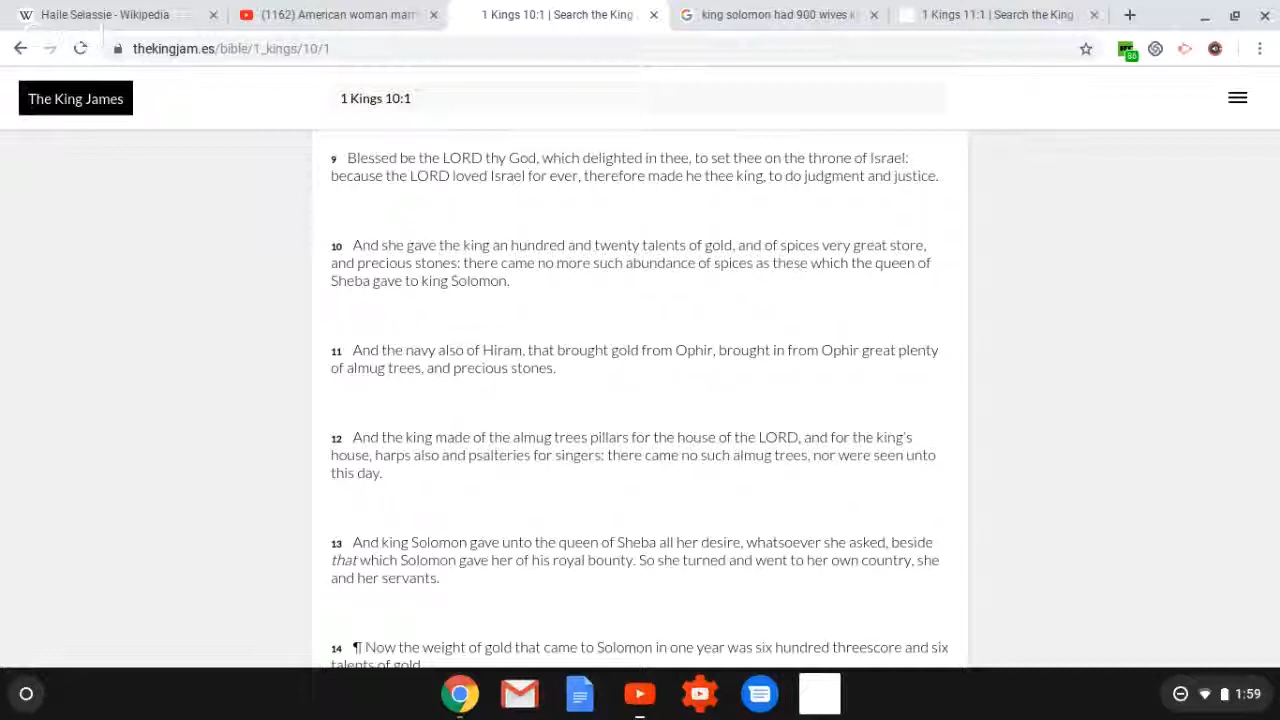 Haile Selassie - Wikipedia
(1162) American woman marr
1 Kings 10:1 | Search the King
king solomon had 900 wives k
1 Kings 11:1 | Search the King
thekingjam.es/bible/1_kings/10/1
86
The King James
1 Kings 10:1
9 Blessed be the LORD thy God, which delighted in thee, to set thee on the throne of Israel:
because the LORD loved Israel for ever, therefore made he thee king, to do judgment and justice.
10 And she gave the king an hundred and twenty talents of gold, and of spices very great store,
and precious stones: there came no more such abundance of spices as these which the queen of
Sheba gave to king Solomon.
11 And the navy also of Hiram, that brought gold from Ophir, brought in from Ophir great plenty
of almug trees, and precious stones.
12 And the king made of the almug trees pillars for the house of the LORD, and for the king's
house, harps also and psalteries for singers: there came no such almug trees, nor were seen unto
this day.
13 And king Solomon gave unto the queen of Sheba all her desire, whatsoever she asked, beside
that which Solomon gave her of his royal bounty. So she turned and went to her own country, she
and her servants.
14 ¶ Now the weight of gold that came to Solomon in one year was six hundred threescore and six
talents of gold
1:59